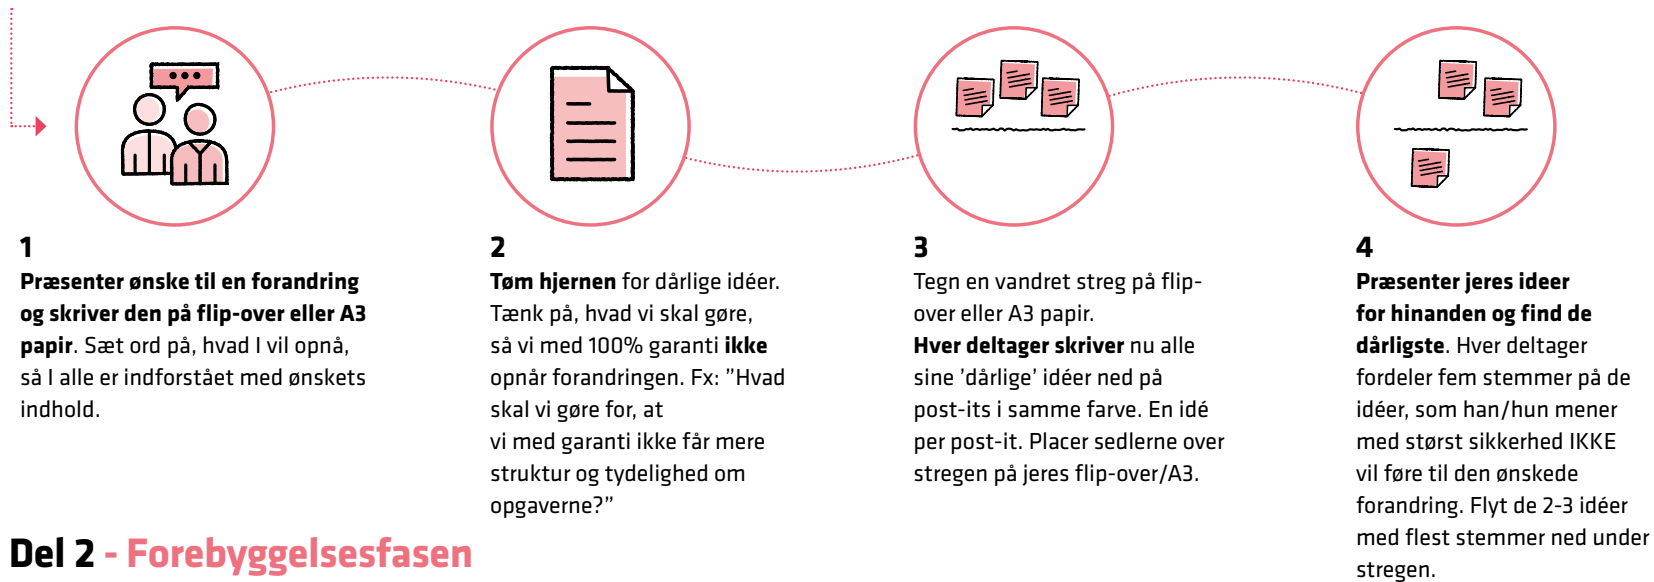 1
Præsenter ønske til en forandring
og skriver den på flip-over eller A3
papir. Sæt ord på, hvad I vil opnå,
så I alle er indforstået med ønskets
indhold.
2
Tøm hjernen for dårlige idéer.
Tænk på, hvad vi skal gøre,
så vi med 100% garanti ikke
opnår forandringen. Fx: ”Hvad
skal vi gøre for, at
vi med garanti ikke får mere
struktur og tydelighed om
opgaverne?”
3
Tegn en vandret streg på flip-
over eller A3 papir.
Hver deltager skriver nu alle
sine ’dårlige’ idéer ned på
post-its i samme farve. En idé
per post-it. Placer sedlerne over
stregen på jeres flip-over/A3.
4
Præsenter jeres ideer
for hinanden og find de
dårligste. Hver deltager
fordeler fem stemmer på de
idéer, som han/hun mener
med størst sikkerhed IKKE
vil føre til den ønskede
forandring. Flyt de 2-3 idéer
med flest stemmer ned under
stregen.
Del 2 - Forebyggelsesfasen